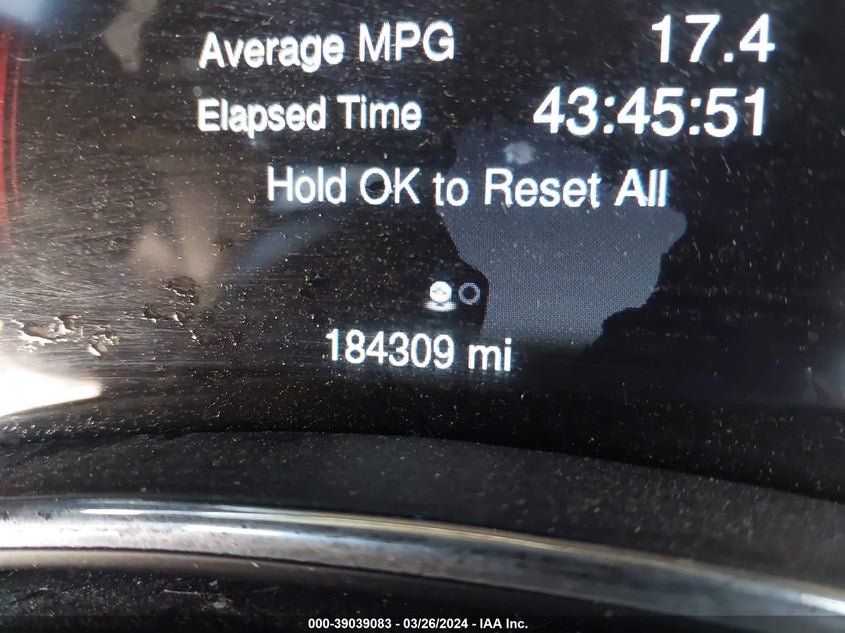 Average MPG 17.4
Elapsed Time 43:45:51
Hold OK to Reset All
184309 mi
000-39039083 - 03/26/2024 - IAA Inc.